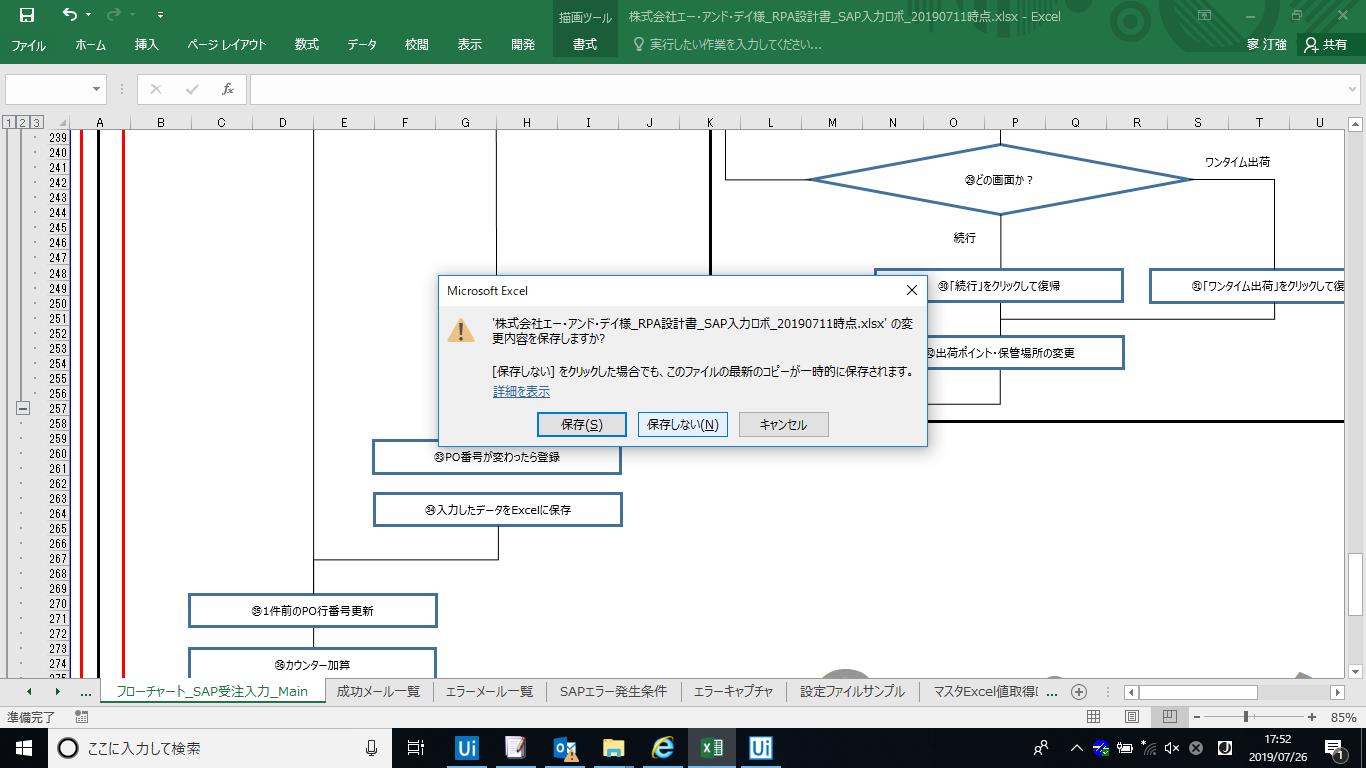 描画ツール
株式会社エー・アンド・デイ様_RPA設計書_SAP入力ロボ_20190711時点.xlsx - Excel
ファイル ホーム 挿入 ページ レイアウト 数式 データ 校閲 表示 開発 書式 実行したい作業を入力してください... 家 汀強 共有
fx
1 2 3
A B C D E F G H I J K L M N O P Q R S T U
239
240
241
242
243
244
245
246
247
248
249
250
251
252
253
254
255
256
257
258
259
260
261
262
263
264
265
266
267
268
269
270
271
272
273
274
ワンタイム出荷
㉙どの画面か？
続行
㉚「続行」をクリックして復帰
㉛「ワンタイム出荷」をクリックして復
出荷ポイント・保管場所の変更
Microsoft Excel
'株式会社エー・アンド・デイ様_RPA設計書_SAP入力ロボ_20190711時点.xlsx' の変
更内容を保存しますか?
[保存しない] をクリックした場合でも、このファイルの最新のコピーが一時的に保存されます。
詳細を表示
保存(S) 保存しない(N) キャンセル
㉝PO番号が変わったら登録
㉞入力したデータをExcelに保存
㉟1件前のPO行番号更新
㊱カウンター加算
... フローチャート_SAP受注入力_Main 成功メール一覧 エラーメール一覧 SAPエラー発生条件 エラーキャプチャ 設定ファイルサンプル マスタExcel値取得 ...
準備完了 85%
ここに入力して検索
Ui
Ui
17:52
2019/07/26
1